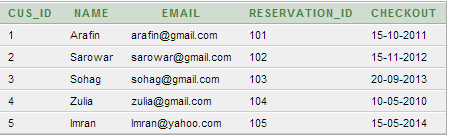 CUS_ID NAME EMAIL RESERVATION_ID CHECKOUT
1 Arafin arafin@gmail.com 101 15-10-2011
2 Sarowar sarowar@gmail.com 102 15-11-2012
3 Sohag sohag@gmail.com 103 20-09-2013
4 Zulia zulia@gmail.com 104 10-05-2010
5 Imran Imran@yahoo.com 105 15-05-2014